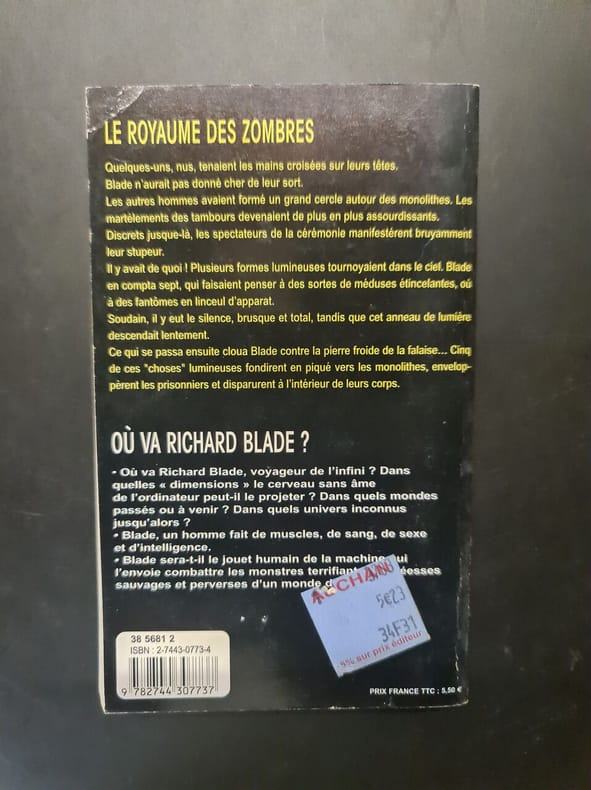 LE ROYAUME DES ZOMBRES
Quelques-uns, nus, tenaient les mains croisées sur leurs têtes.
Blade n'aurait pas donné cher de leur sort.
Les autres hommes avaient formé un grand cercle autour des monolithes. Les
martèlements des tambours devenaient de plus en plus assourdissants.
Discrets jusque-là, les spectateurs de la cérémonie manifestèrent bruyamment
leur stupeur.
Il y avait de quoi ! Plusieurs formes lumineuses tournoyaient dans le ciel. Blade
en compta sept, qui faisaient penser à des sortes de méduses étincelantes, où
à des fantômes en linceul d'apparat.
Soudain, il y eut le silence, brusque et total, tandis que cet anneau de lumière
descendait lentement.
Ce qui se passa ensuite cloua Blade contre la pierre froide de la falaise... Cinq
de ces "choses" lumineuses fondirent en piqué vers les monolithes, envelop-
pèrent les prisonniers et disparurent à l'intérieur de leurs corps.
OÙ VA RICHARD BLADE ?
• Où va Richard Blade, voyageur de l'infini ? Dans
quelles « dimensions » le cerveau sans âme
de l'ordinateur peut-il le projeter ? Dans quels mondes
passés ou à venir ? Dans quels univers inconnus
jusqu'alors ?
• Blade, un homme fait de muscles, de sang, de sexe
et d'intelligence.
• Blade sera-t-il le jouet humain de la machine qui
l'envoie combattre les monstres
sauvages et perverses d'un monde
AUCHAN
5€23
34F31
5% sur prix éditeur
38 5681 2
ISBN : 2-7443-0773-4
9 782744 307737
PRIX FRANCE TTC : 5,50 €